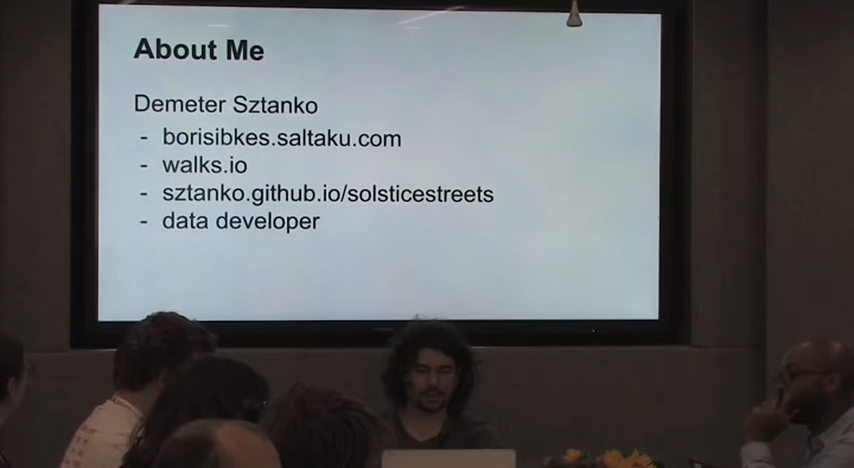 About Me
Demeter Sztanko
- borisibkes.saltaku.com
- walks.io
- sztanko.github.io/solsticestreets
- data developer